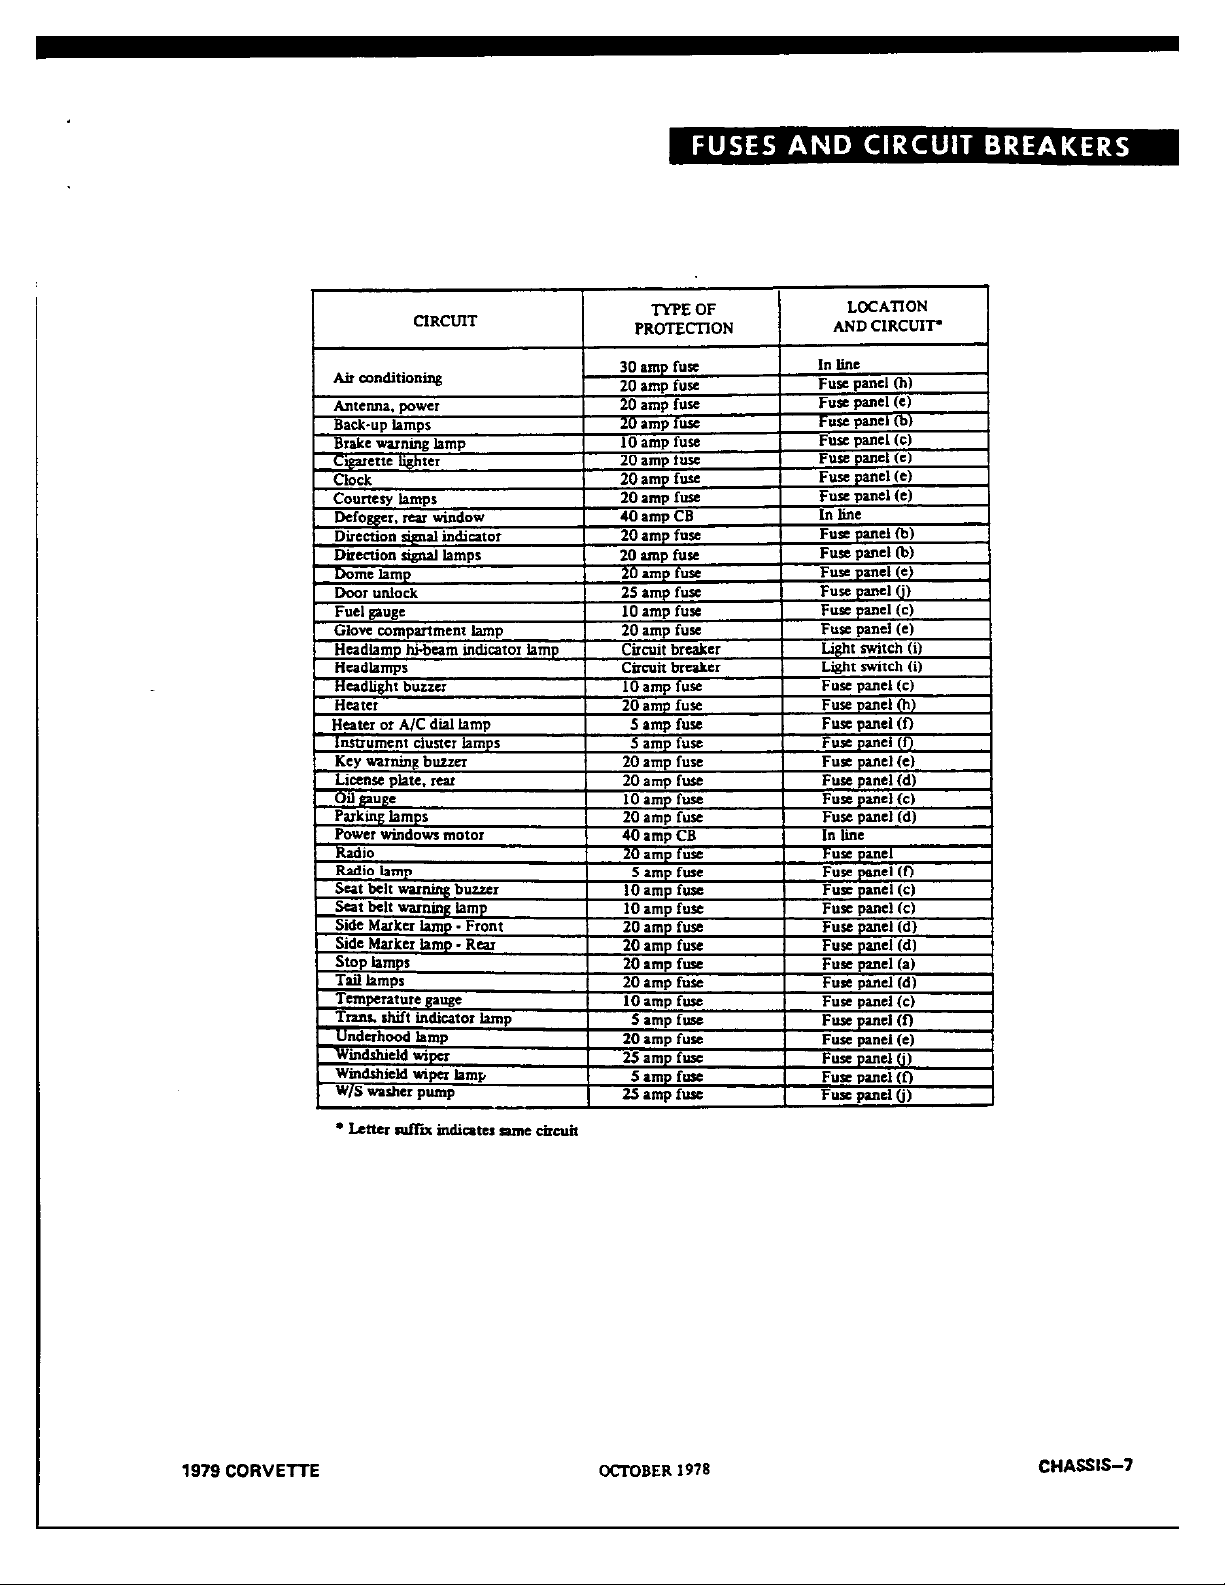 FUSES AND CIRCUIT BREAKERS
CIRCUIT TYPE OF PROTECTION LOCATION AND CIRCUIT*
Air conditioning 30 amp fuse In line
20 amp fuse Fuse panel (h)
Antenna, power 20 amp fuse Fuse panel (e)
Back-up lamps 20 amp fuse Fuse panel (b)
Brake warning lamp 10 amp fuse Fuse panel (c)
Cigarette lighter 20 amp fuse Fuse panel (e)
Clock 20 amp fuse Fuse panel (e)
Courtesy lamps 20 amp fuse Fuse panel (e)
Defogger, rear window 40 amp CB In line
Direction signal indicator 20 amp fuse Fuse panel (b)
Direction signal lamps 20 amp fuse Fuse panel (b)
Dome lamp 20 amp fuse Fuse panel (e)
Door unlock 25 amp fuse Fuse panel (j)
Fuel gauge 10 amp fuse Fuse panel (c)
Glove compartment lamp 20 amp fuse Fuse panel (e)
Headlamp hi-beam indicator lamp Circuit breaker Light switch (i)
Headlamps Circuit breaker Light switch (i)
Headlight buzzer 10 amp fuse Fuse panel (c)
Heater 20 amp fuse Fuse panel (h)
Heater or A/C dial lamp 5 amp fuse Fuse panel (f)
Instrument cluster lamps 5 amp fuse Fuse panel (f)
Key warning buzzer 20 amp fuse Fuse panel (e)
License plate, rear 20 amp fuse Fuse panel (d)
Oil gauge 10 amp fuse Fuse panel (c)
Parking lamps 20 amp fuse Fuse panel (d)
Power windows motor 40 amp CB In line
Radio 20 amp fuse Fuse panel
Radio lamp 5 amp fuse Fuse panel (f)
Seat belt warning buzzer 10 amp fuse Fuse panel (c)
Seat belt warning lamp 10 amp fuse Fuse panel (c)
Side Marker lamp - Front 20 amp fuse Fuse panel (d)
Side Marker lamp - Rear 20 amp fuse Fuse panel (d)
Stop lamps 20 amp fuse Fuse panel (a)
Tail lamps 20 amp fuse Fuse panel (d)
Temperature gauge 10 amp fuse Fuse panel (c)
Trans. shift indicator lamp 5 amp fuse Fuse panel (f)
Underhood lamp 20 amp fuse Fuse panel (e)
Windshield wiper 25 amp fuse Fuse panel (j)
Windshield wiper lamp 5 amp fuse Fuse panel (f)
W/S washer pump 25 amp fuse Fuse panel (j)
* Letter suffix indicates same circuit
1979 CORVETTE OCTOBER 1978 CHASSIS-7